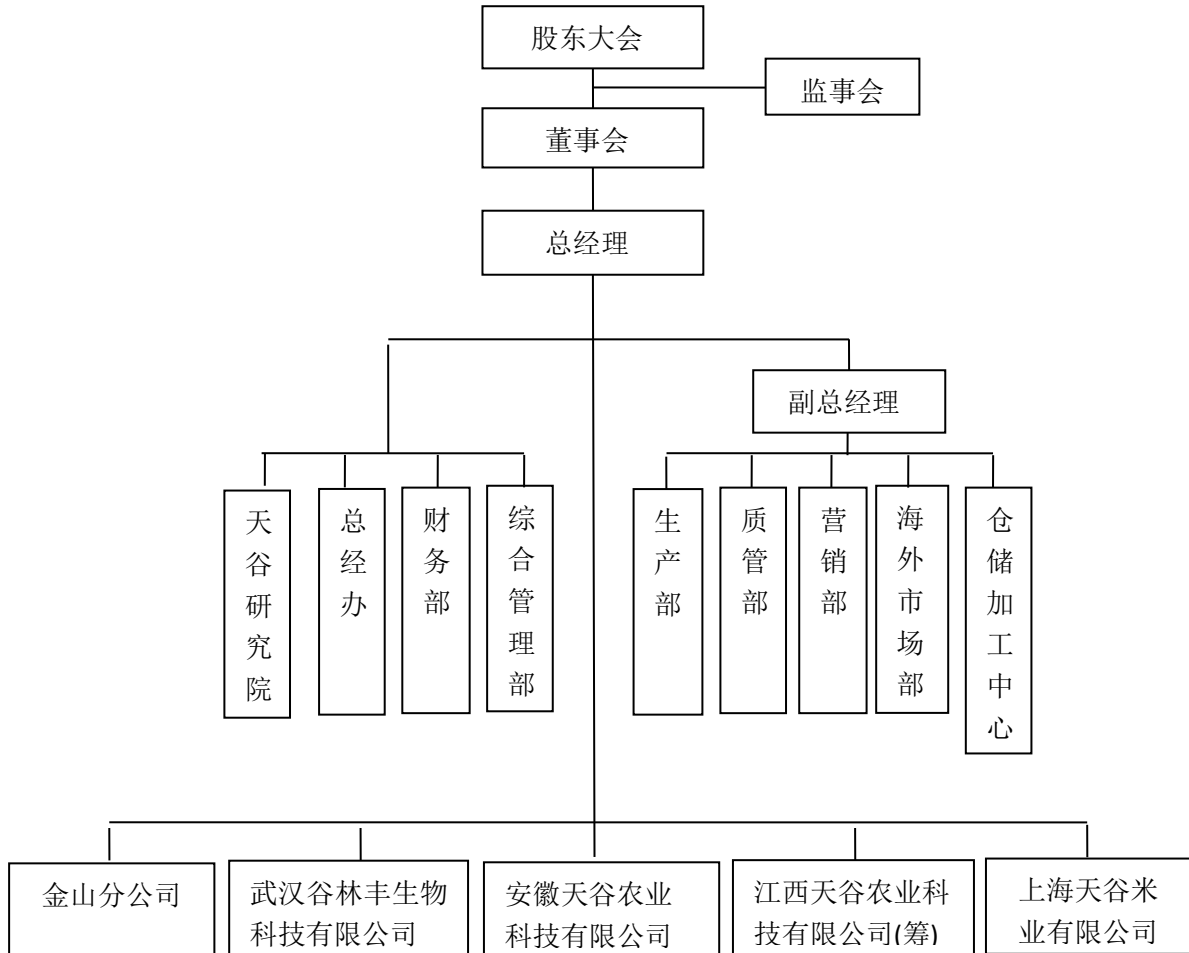 股东大会
监事会
董事会
总经理
副总经理
天谷研究院
总经办
财务部
综合管理部
生产部
质管部
营销部
海外市场部
仓储加工中心
金山分公司
武汉谷林丰生物
科技有限公司
安徽天谷农业
科技有限公司
江西天谷农业科
技有限公司(筹)
上海天谷米
业有限公司